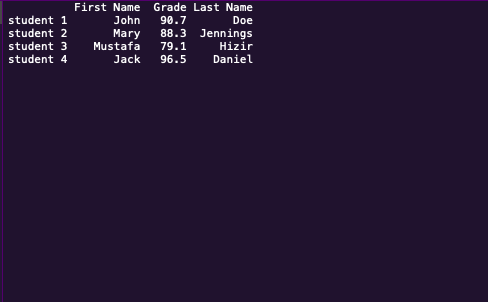 First Name Grade Last Name
student 1 John 90.7 Doe
student 2 Mary 88.3 Jennings
student 3 Mustafa 79.1 Hizir
student 4 Jack 96.5 Daniel